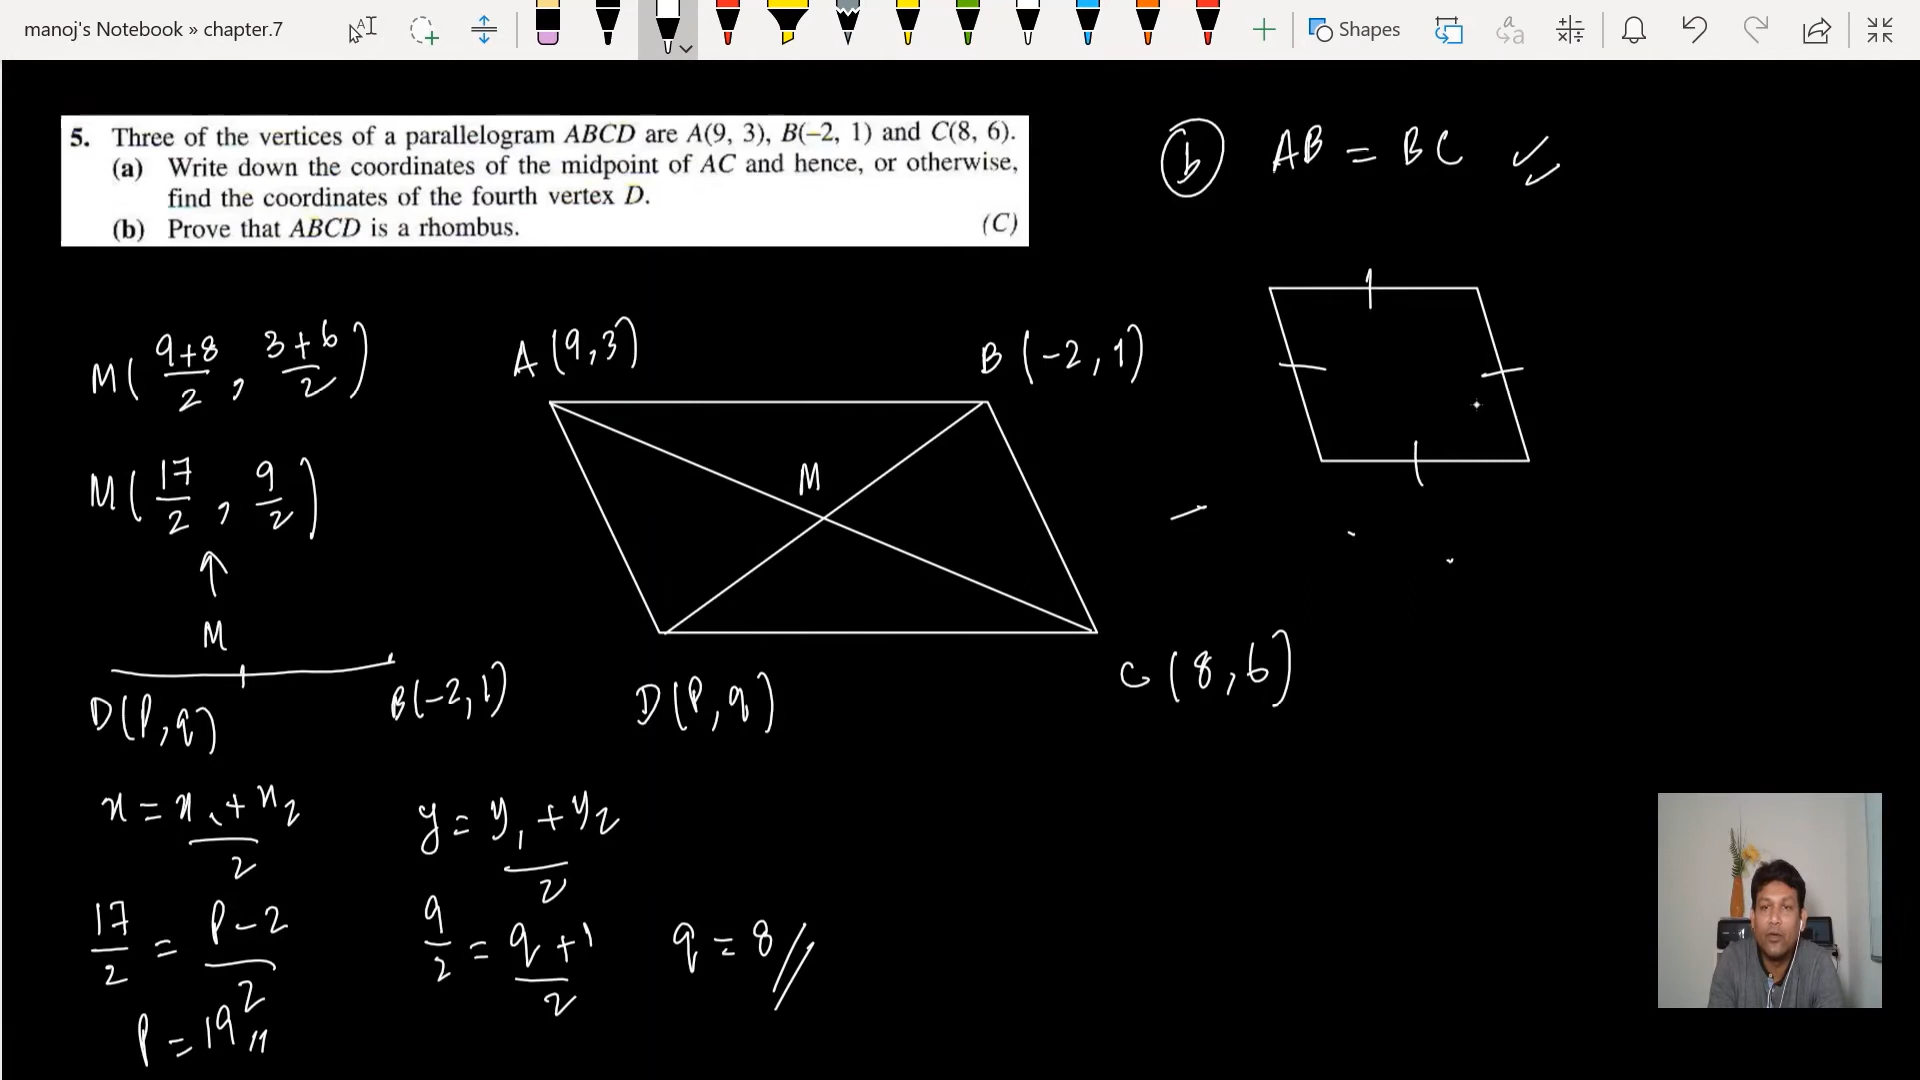 manoj's Notebook » chapter.7
Shapes
5. Three of the vertices of a parallelogram ABCD are A(9, 3), B(–2, 1) and C(8, 6).
(a) Write down the coordinates of the midpoint of AC and hence, or otherwise,
find the coordinates of the fourth vertex D.
(b) Prove that ABCD is a rhombus. (C)
(b) AB = BC ✓
M( 9+8/2 , 3+6/2 )
A (9,3)
B (-2, 1)
M( 17/2 , 9/2 )
M
M
D(P,q)
B(-2,1)
D(P,q)
C (8,6)
x = x1+x2/2
y = y1+y2/2
17/2 = P-2/2
9/2 = q+1/2
q = 8//
P = 19 //